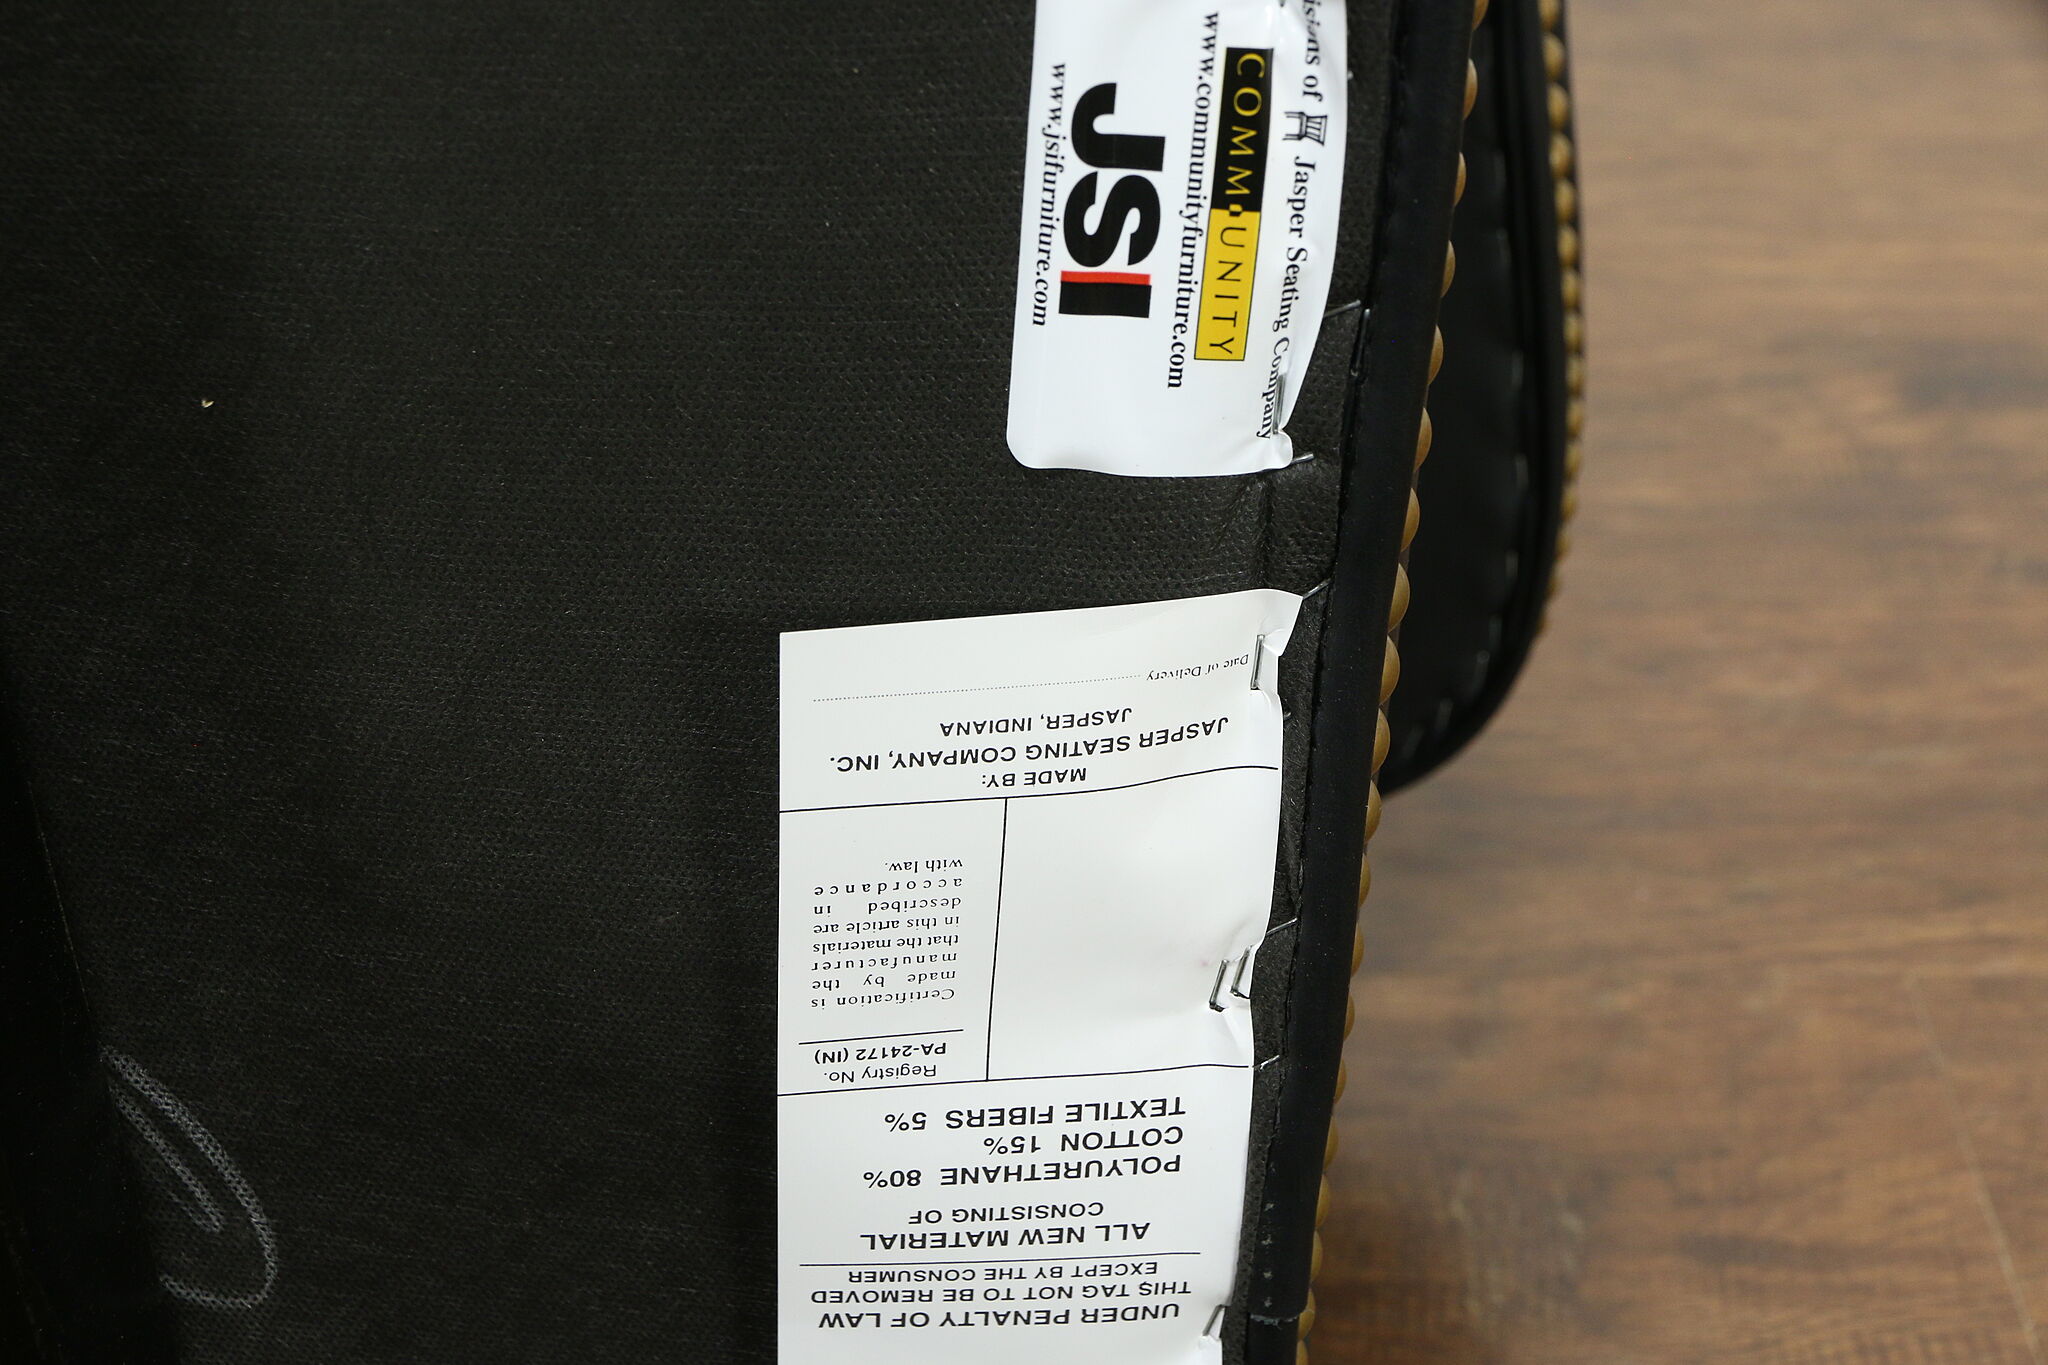 of Jasper Seating Company
COMM•UNITY
www.communityfurniture.com
JSI
www.jsifurniture.com
UNDER PENALTY OF LAW
THIS TAG NOT TO BE REMOVED
EXCEPT BY THE CONSUMER
ALL NEW MATERIAL
CONSISTING OF
POLYURETHANE 80%
COTTON 15%
TEXTILE FIBERS 5%
Registry No.
PA-24172 (IN)
Certification is
made by the
manufacturer
that the materials
in this article are
described in
accordance
with law.
MADE BY:
JASPER SEATING COMPANY, INC.
JASPER, INDIANA
Date of Delivery